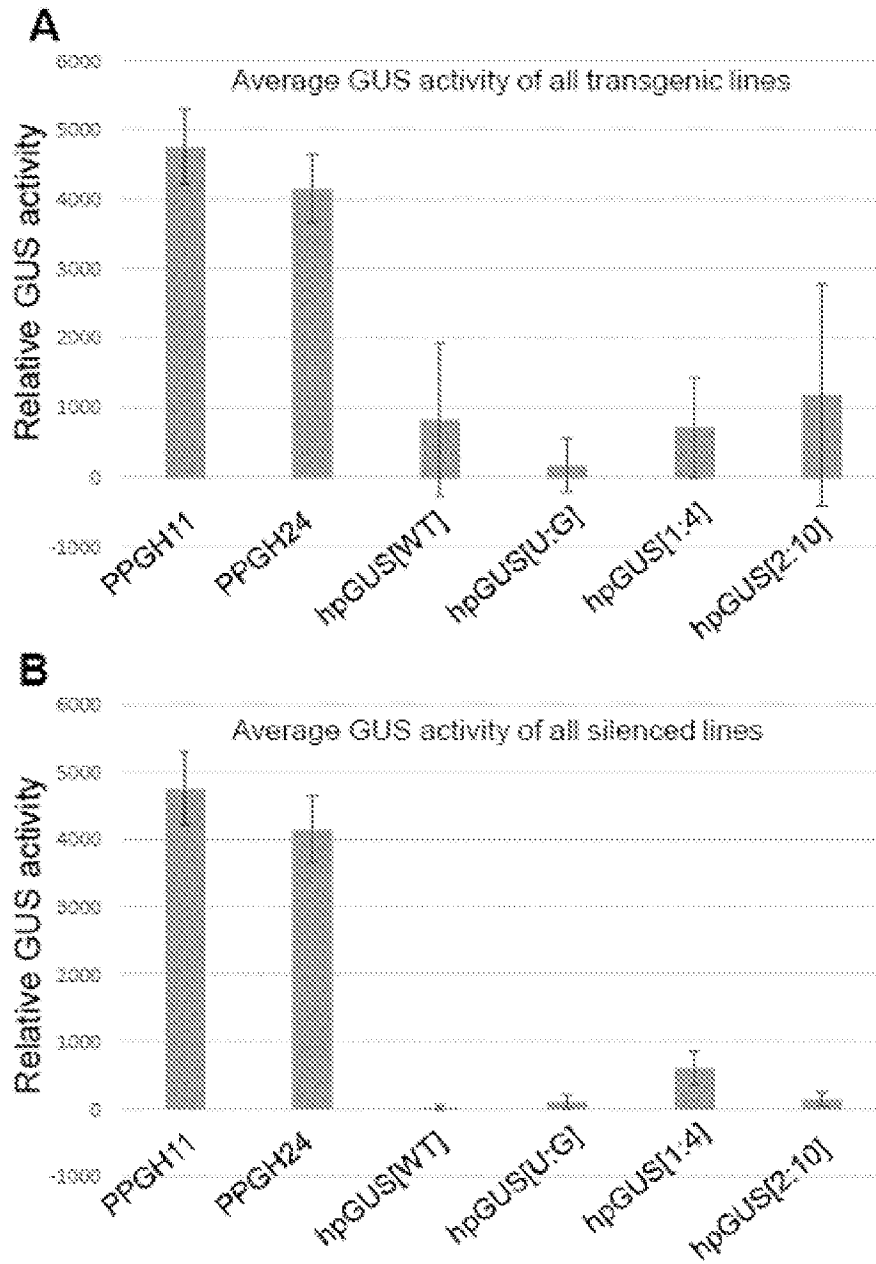 A
6000
Average GUS activity of all transgenic lines
5000
4000
3000
2000
1000
0
-1000
Relative GUS activity
PPGH11
PPGH24
hpGUS[WT]
hpGUS[U:G]
hpGUS[1:4]
hpGUS[2:10]
B
6000
Average GUS activity of all silenced lines
5000
4000
3000
2000
1000
0
-1000
Relative GUS activity
PPGH11
PPGH24
hpGUS[WT]
hpGUS[U:G]
hpGUS[1:4]
hpGUS[2:10]